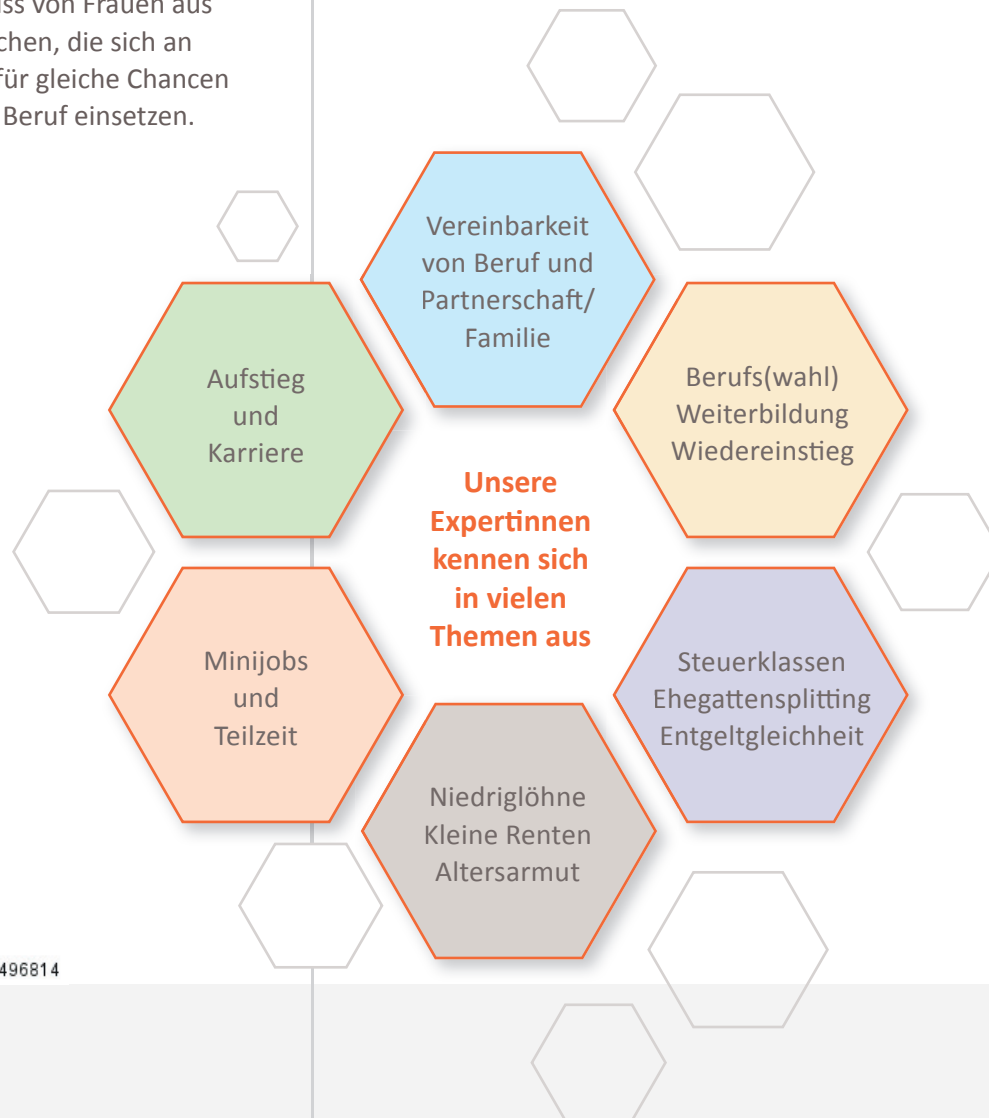 von Frauen aus
die sich an
für gleiche Chancen
Beruf einsetzen.
Vereinbarkeit
von Beruf und
Partnerschaft/
Familie
Aufstieg
und
Karriere
Berufs(wahl)
Weiterbildung
Wiedereinstieg
Unsere
Expertinnen
kennen sich
in vielen
Themen aus
Minijobs
und
Teilzeit
Steuerklassen
Ehegattensplitting
Entgeltgleichheit
Niedriglöhne
Kleine Renten
Altersarmut
496814